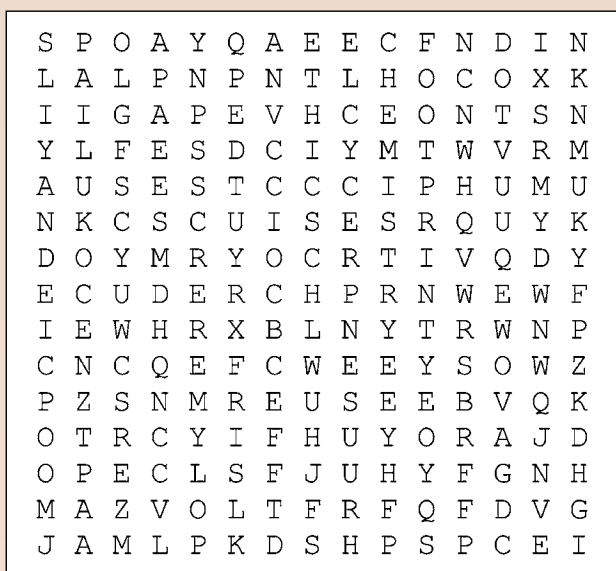 S P O A Y Q A E E C F N D I N
L A L P N P N T L H O C O X K
I I G A P E V H C E O N T S N
Y L F E S D C I Y M T W V R M
A U S E S T C C C I P H U M U
N K C S C U I S E S R Q U Y K
D O Y M R Y O C R T I V Q D Y
E C U D E R C H P R N W E W F
I E W H R X B L N Y T R W N P
C N C Q E F C W E E Y S O W Z
P Z S N M R E U S E E B V Q K
O T R C Y I F H U Y O R A J D
O P E C L S F J U H Y F G N H
M A Z V O L T F R F Q F D V G
J A M L P K D S H P S P C E I